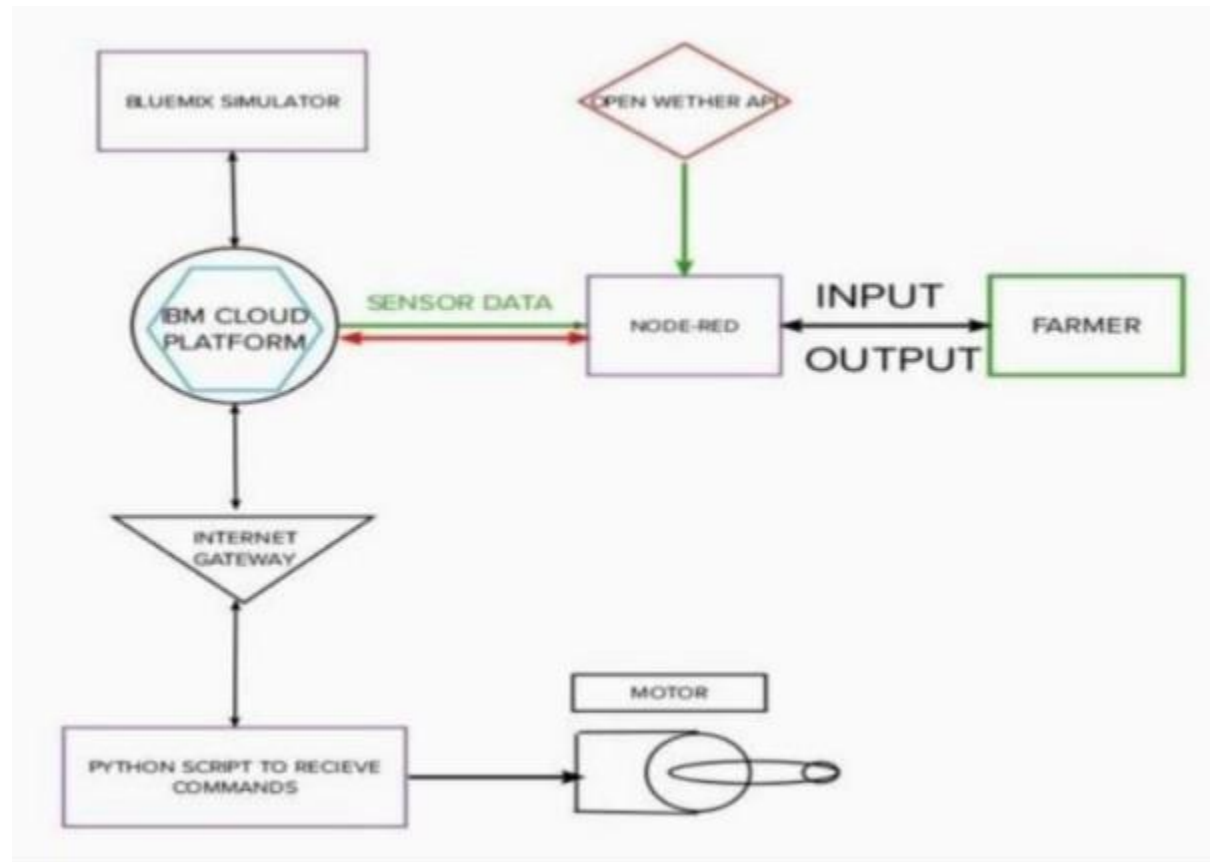 BLUEMIX SIMULATOR
OPEN WETHER API
IBM CLOUD
PLATFORM
SENSOR DATA
NODE-RED
INPUT
OUTPUT
FARMER
INTERNET
GATEWAY
MOTOR
PYTHON SCRIPT TO RECIEVE
COMMANDS